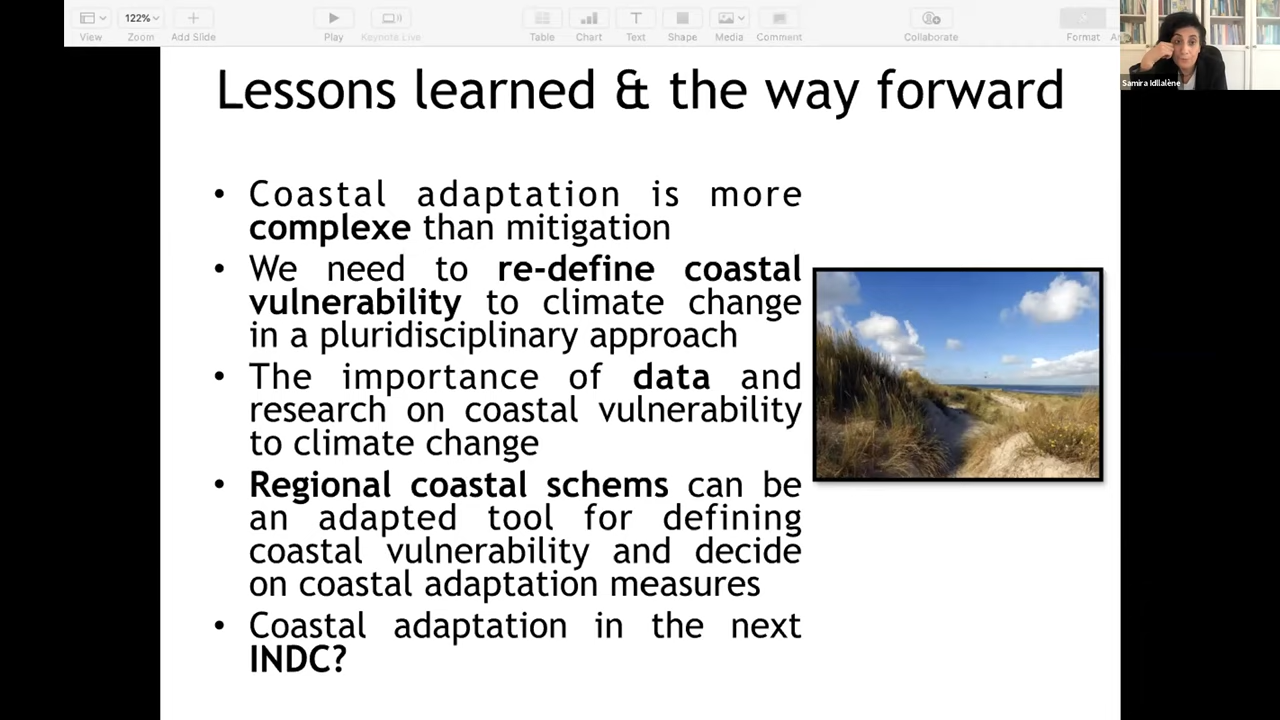 View
122%
Zoom
Add Slide
Play
Keynote Live
Table
Chart
Text
Shape
Media
Comment
Collaborate
Format
Samira Idllalène
Lessons learned & the way forward
• Coastal adaptation is more
complexe than mitigation
• We need to re-define coastal
vulnerability to climate change
in a pluridisciplinary approach
• The importance of data and
research on coastal vulnerability
to climate change
• Regional coastal schems can be
an adapted tool for defining
coastal vulnerability and decide
on coastal adaptation measures
• Coastal adaptation in the next
INDC?